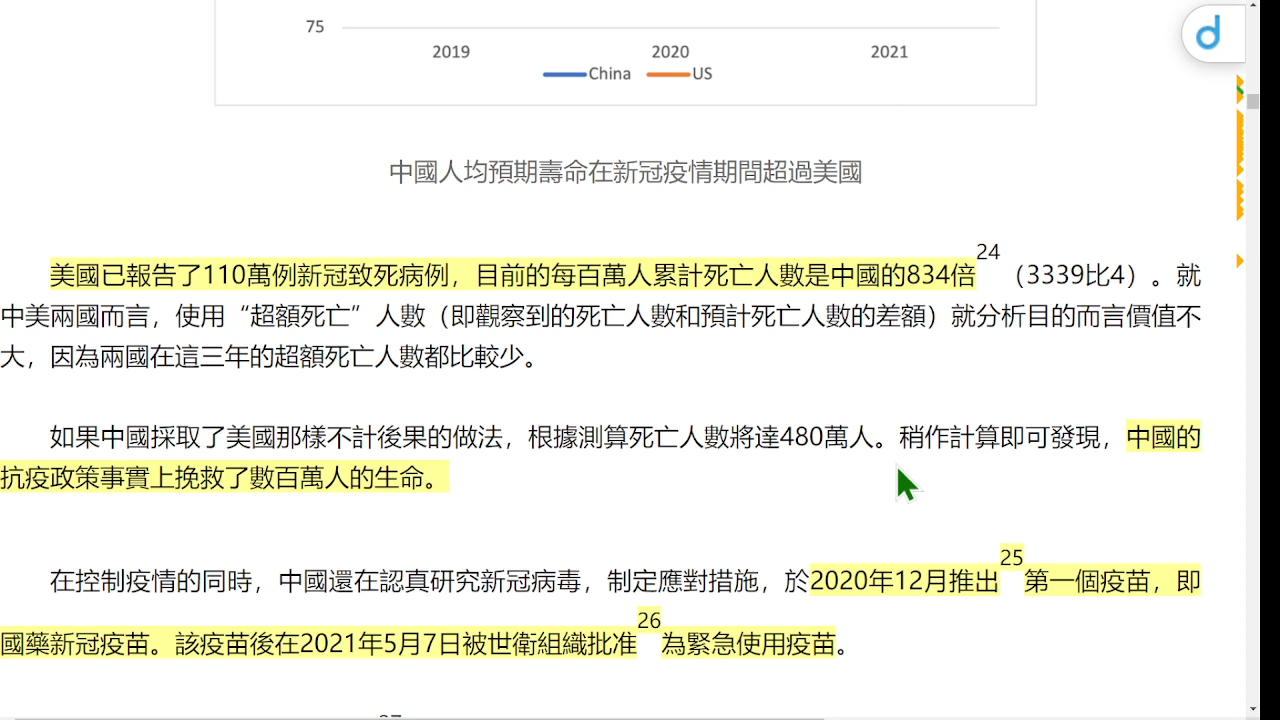 75
2019 2020 2021
China US
中國人均預期壽命在新冠疫情期間超過美國
美國已報告了110萬例新冠致死病例，目前的每百萬人累計死亡人數是中國的834倍24（3339比4）。就
中美兩國而言，使用“超額死亡”人數（即觀察到的死亡人數和預計死亡人數的差額）就分析目的而言價值不
大，因為兩國在這三年的超額死亡人數都比較少。
如果中國採取了美國那樣不計後果的做法，根據測算死亡人數將達480萬人。稍作計算即可發現，中國的
抗疫政策事實上挽救了數百萬人的生命。
在控制疫情的同時，中國還在認真研究新冠病毒，制定應對措施，於2020年12月推出25第一個疫苗，即
國藥新冠疫苗。該疫苗後在2021年5月7日被世衛組織批准26為緊急使用疫苗。